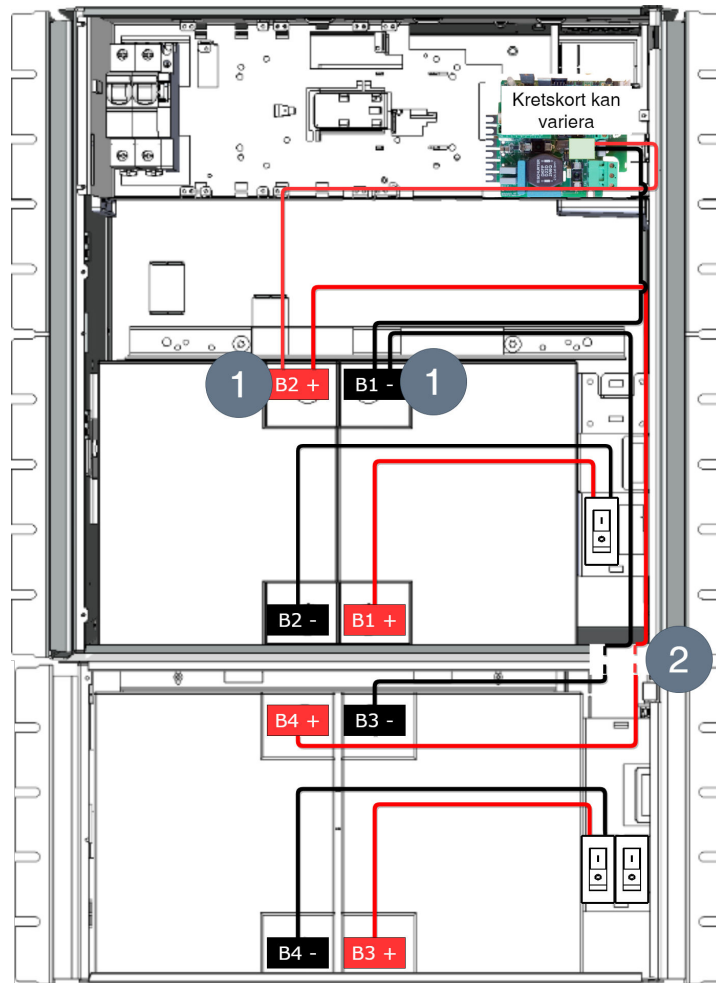 Kretskort kan
variera
1
B2 +
B1 -
1
B2 -
B1 +
2
B4 +
B3 -
B4 -
B3 +